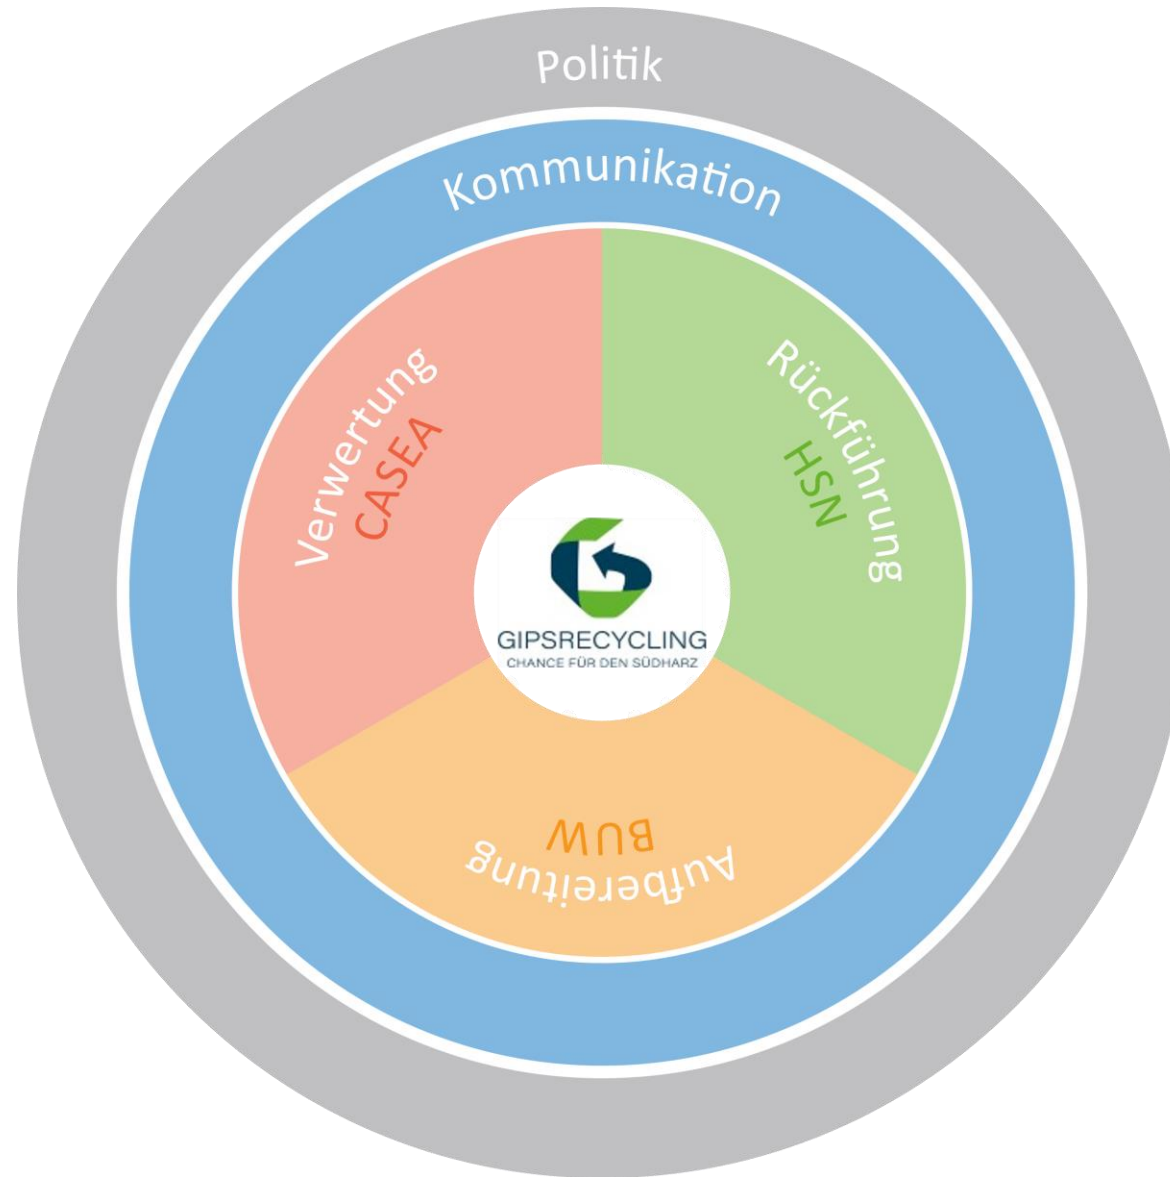 Politik
Kommunikation
Verwertung
CASEA
Rückführung
HSN
GIPSRECYCLING
CHANCE FÜR DEN SÜDHARZ
BUW
Aufbereitung